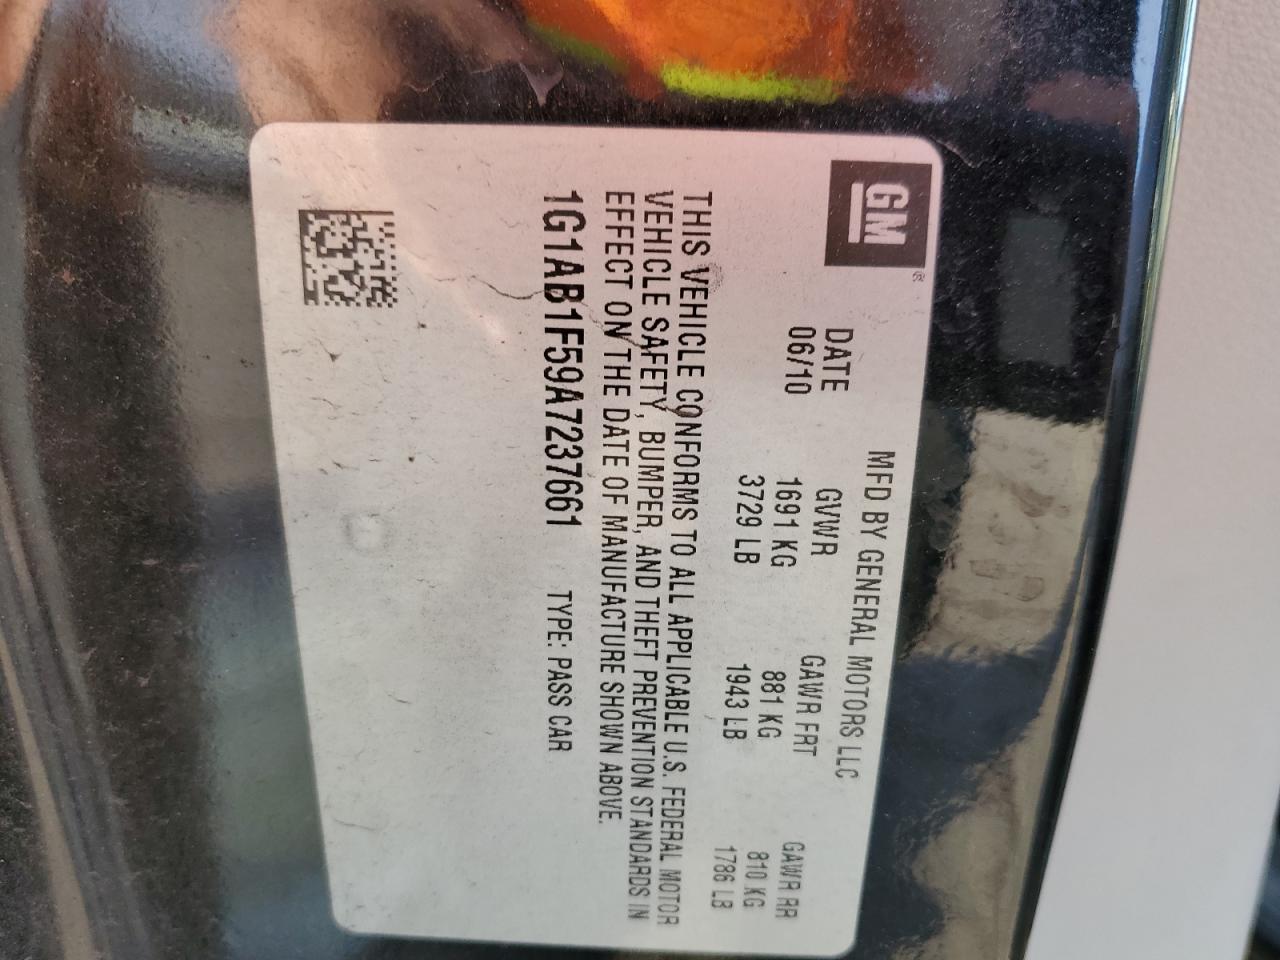 GM®
MFD BY GENERAL MOTORS LLC
DATE GVWR GAWR FRT GAWR RR
06/10 1691 KG 881 KG 810 KG
3729 LB 1943 LB 1786 LB
THIS VEHICLE CONFORMS TO ALL APPLICABLE U.S. FEDERAL MOTOR
VEHICLE SAFETY, BUMPER, AND THEFT PREVENTION STANDARDS IN
EFFECT ON THE DATE OF MANUFACTURE SHOWN ABOVE.
1G1AB1F59A7237661 TYPE: PASS CAR